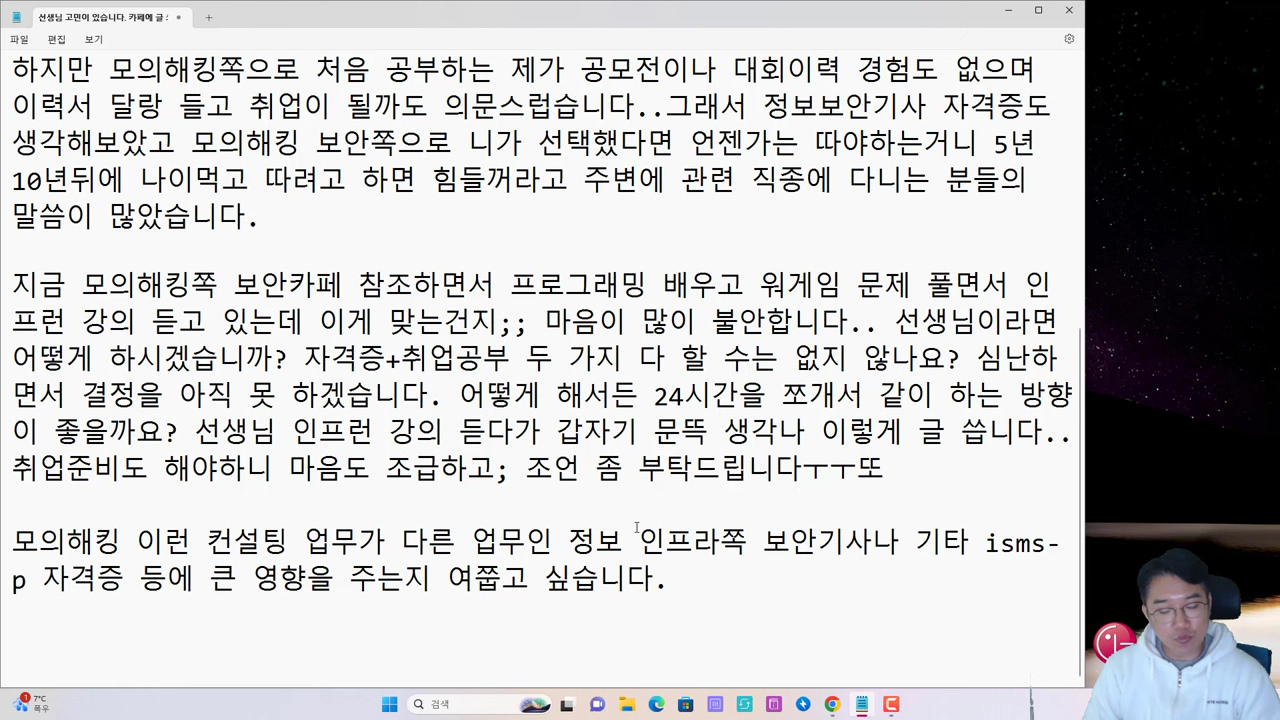 선생님 고민이 있습니다. 카페에 글
파일 편집 보기
하지만 모의해킹쪽으로 처음 공부하는 제가 공모전이나 대회이력 경험도 없으며
이력서 달랑 들고 취업이 될까도 의문스럽습니다..그래서 정보보안기사 자격증도
생각해보았고 모의해킹 보안쪽으로 니가 선택했다면 언젠가는 따야하는거니 5년
10년뒤에 나이먹고 따려고 하면 힘들꺼라고 주변에 관련 직종에 다니는 분들의
말씀이 많았습니다.
지금 모의해킹쪽 보안카페 참조하면서 프로그래밍 배우고 워게임 문제 풀면서 인
프런 강의 듣고 있는데 이게 맞는건지;; 마음이 많이 불안합니다.. 선생님이라면
어떻게 하시겠습니까? 자격증+취업공부 두 가지 다 할 수는 없지 않나요? 심난하
면서 결정을 아직 못 하겠습니다. 어떻게 해서든 24시간을 쪼개서 같이 하는 방향
이 좋을까요? 선생님 인프런 강의 듣다가 갑자기 문뜩 생각나 이렇게 글 씁니다..
취업준비도 해야하니 마음도 조급하고; 조언 좀 부탁드립니다ㅜㅜ또
모의해킹 이런 컨설팅 업무가 다른 업무인 정보 인프라쪽 보안기사나 기타 isms-
p 자격증 등에 큰 영향을 주는지 여쭙고 싶습니다.
LG
1
7°C
폭우
검색